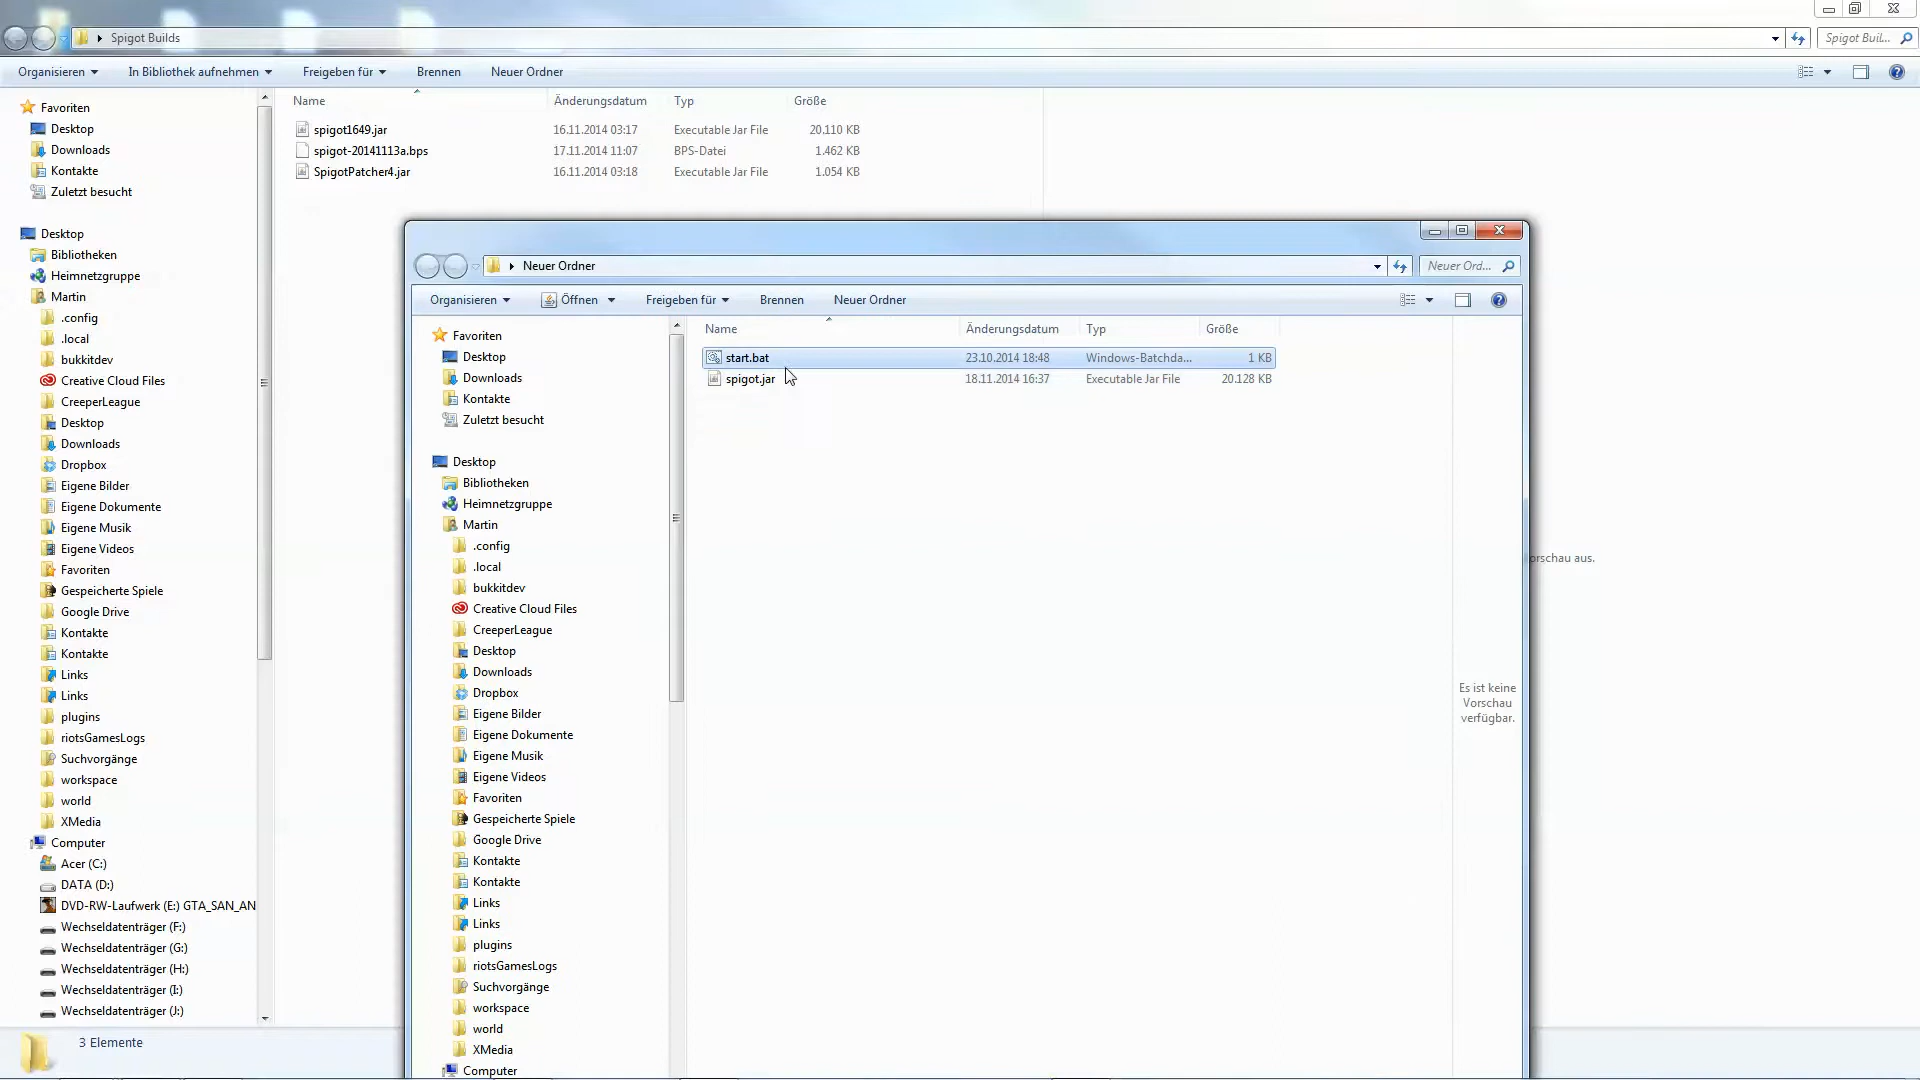 Spigot Builds
Spigot Buil...
Organisieren In Bibliothek aufnehmen Freigeben für Brennen Neuer Ordner
Name Änderungsdatum Typ Größe
spigot1649.jar 16.11.2014 03:17 Executable Jar File 20.110 KB
spigot-20141113a.bps 17.11.2014 11:07 BPS-Datei 1.462 KB
SpigotPatcher4.jar 16.11.2014 03:18 Executable Jar File 1.054 KB
Favoriten
Desktop
Downloads
Kontakte
Zuletzt besucht
Desktop
Bibliotheken
Heimnetzgruppe
Martin
.config
.local
bukkitdev
Creative Cloud Files
CreeperLeague
Desktop
Downloads
Dropbox
Eigene Bilder
Eigene Dokumente
Eigene Musik
Eigene Videos
Favoriten
Gespeicherte Spiele
Google Drive
Kontakte
Kontakte
Links
Links
plugins
riotsGamesLogs
Suchvorgänge
workspace
world
XMedia
Computer
Acer (C:)
DATA (D:)
DVD-RW-Laufwerk (E:) GTA_SAN_AN
Wechseldatenträger (F:)
Wechseldatenträger (G:)
Wechseldatenträger (H:)
Wechseldatenträger (I:)
Wechseldatenträger (J:)
3 Elemente
Neuer Ordner
Neuer Ord...
Organisieren Öffnen Freigeben für Brennen Neuer Ordner
Name Änderungsdatum Typ Größe
start.bat 23.10.2014 18:48 Windows-Batchda... 1 KB
spigot.jar 18.11.2014 16:37 Executable Jar File 20.128 KB
Favoriten
Desktop
Downloads
Kontakte
Zuletzt besucht
Desktop
Bibliotheken
Heimnetzgruppe
Martin
.config
.local
bukkitdev
Creative Cloud Files
CreeperLeague
Desktop
Downloads
Dropbox
Eigene Bilder
Eigene Dokumente
Eigene Musik
Eigene Videos
Favoriten
Gespeicherte Spiele
Google Drive
Kontakte
Kontakte
Links
Links
plugins
riotsGamesLogs
Suchvorgänge
workspace
world
XMedia
Computer
Es ist keine
Vorschau
verfügbar.
orschau aus.